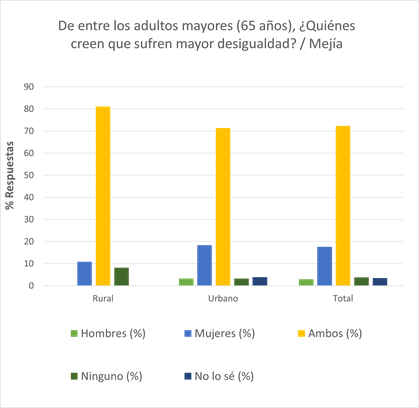 De entre los adultos mayores (65 años), ¿Quiénes
creen que sufren mayor desigualdad? / Mejía
% Respuestas
90
80
70
60
50
40
30
20
10
0
Rural Urbano Total
Hombres (%) Mujeres (%) Ambos (%)
Ninguno (%) No lo sé (%)